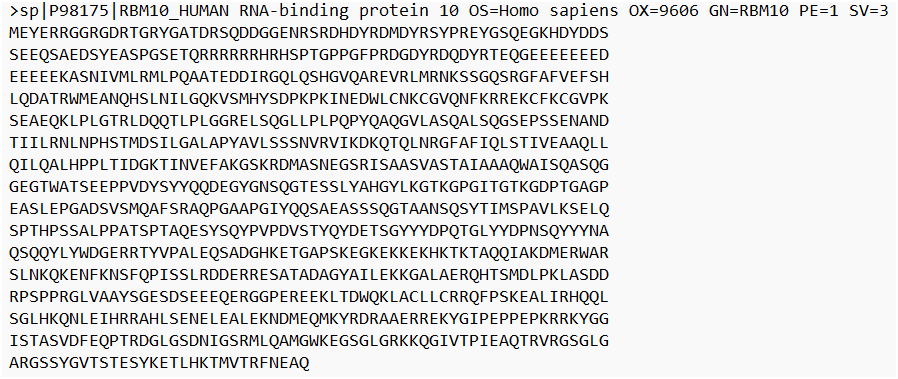 >sp|P98175|RBM10_HUMAN RNA-binding protein 10 OS=Homo sapiens OX=9606 GN=RBM10 PE=1 SV=3
MEYERRGGRGDRTGRYGATDRSQDDGGENRSRDHDYRDMDYRSYPREYGSQEGKHDYDDS
SEEQSAEDSYEASPGSETQRRRRRRHRHSPTGPPGFPRDGDYRDQDYRTEQGEEEEEEED
EEEEEKASNIVMLRMLPQAATEDDIRGQLQSHGVQAREVRLMRNKSSGQSRGFAFVEFSH
LQDATRWMEANQHSLNILGQKVSMHYSDPKPKINEDWLCNKCGVQNFKRREKCFKCGVPK
SEAEQKLPLGTRLDQQTLPLGGRELSQGLLPLPQPYQAQGVLASQALSQGSEPSSENAND
TIILRNLNPHSTMDSILGALAPYAVLSSSNVRVIKDKQTQLNRGFAFIQLSTIVEAAQLL
QILQALHPPLTIDGKTINVEFAKGSKRDMASNEGSRISAASVASTAIAAAQWAISQASQG
GEGTWATSEEPPVDYSYYQQDEGYGNSQGTESSLYAHGYLKGTKGPGITGTKGDPTGAGP
EASLEPGADSVSMQAFSRAQPGAAPGIYQQSAEASSSQGTAANSQSYTIMSPAVLKSELQ
SPTHPSSALPPATSPTAQESYSQYPVPDVSTYQYDETSGYYYDPQTGLYYDPNSQYYYNA
QSQQYLYWDGERRTYVPALEQSADGHKETGAPSKEGKEKKEKHKTKTAQQIAKDMERWAR
SLNKQKENFKNSFQPISSLRDDERRESATADAGYAILEKKGALAERQHTSMDLPKLASDD
RPSPPRGLVAAYSGESDSEEEQERGGPEREEKLTDWQKLACLLCRRQFPSKEALIRHQQL
SGLHKQNLEIHRRAHLSENELEALEKNDMEQMKYRDRAAERREKYGIPEPPEPKRRKYGG
ISTASVDFEQPTRDGLGSDNIGSRMLQAMGWKEGSGLGRKKQGIVTPIEAQTRVRGSGLG
ARGSSYGVTSTESYKETLHKTMVTRFNEAQ